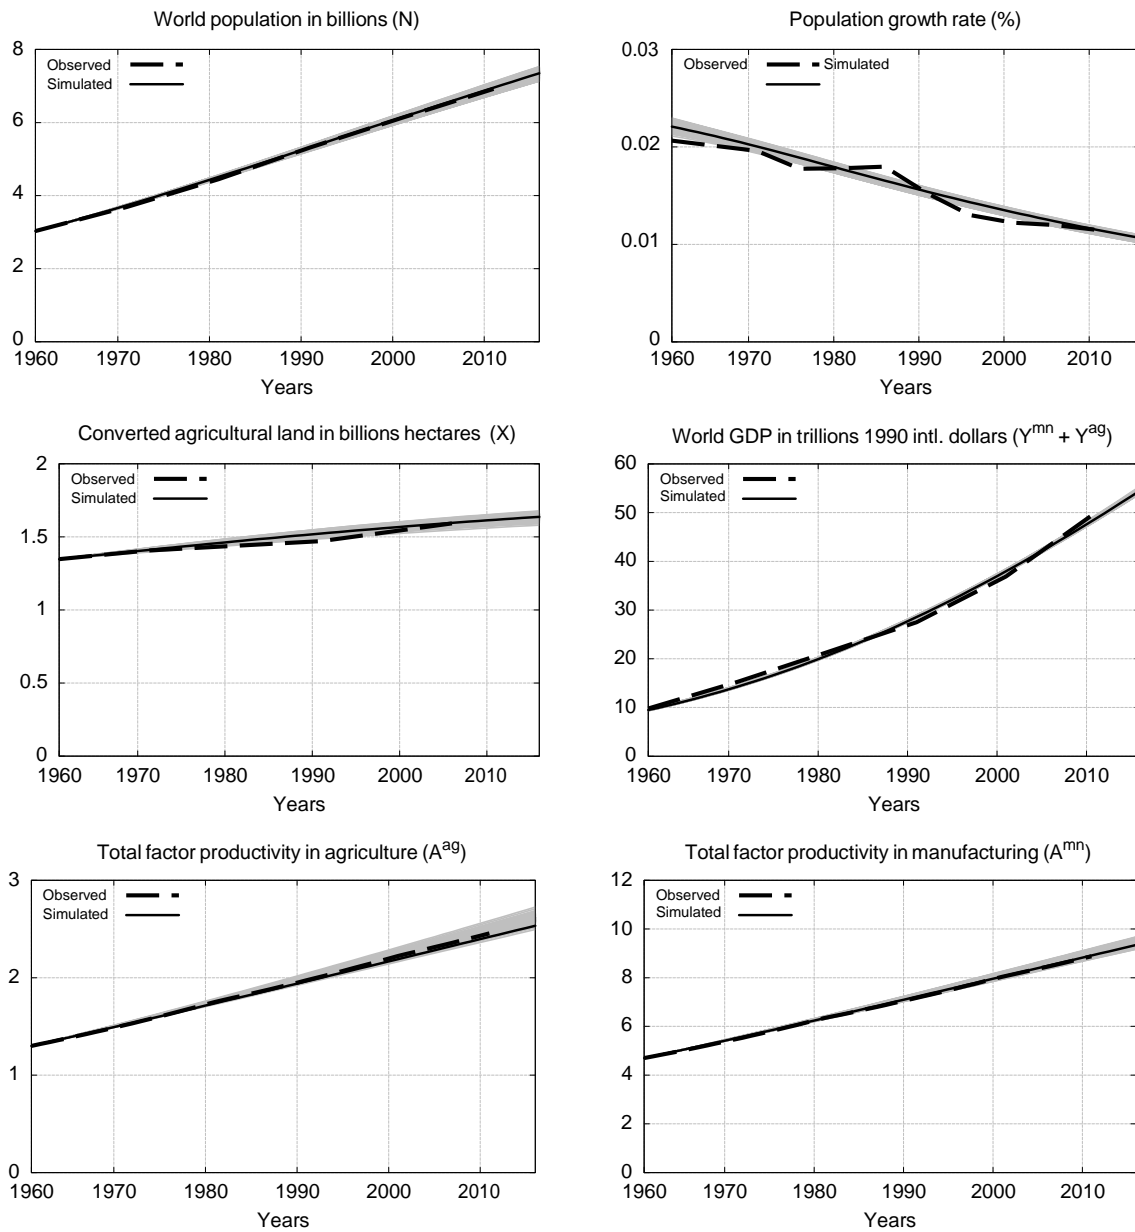 World population in billions (N)
8
6
4
2
0
Observed
Simulated
1960 1970 1980 1990 2000 2010
Years
Population growth rate (%)
0.03
0.02
0.01
0
Observed Simulated
1960 1970 1980 1990 2000 2010
Years
Converted agricultural land in billions hectares (X)
2
1.5
1
0.5
0
Observed
Simulated
1960 1970 1980 1990 2000 2010
Years
World GDP in trillions 1990 intl. dollars (Y^mn + Y^ag)
60
50
40
30
20
10
0
Observed
Simulated
1960 1970 1980 1990 2000 2010
Years
Total factor productivity in agriculture (A^ag)
3
2
1
0
Observed
Simulated
1960 1970 1980 1990 2000 2010
Years
Total factor productivity in manufacturing (A^mn)
12
10
8
6
4
2
0
Observed
Simulated
1960 1970 1980 1990 2000 2010
Years